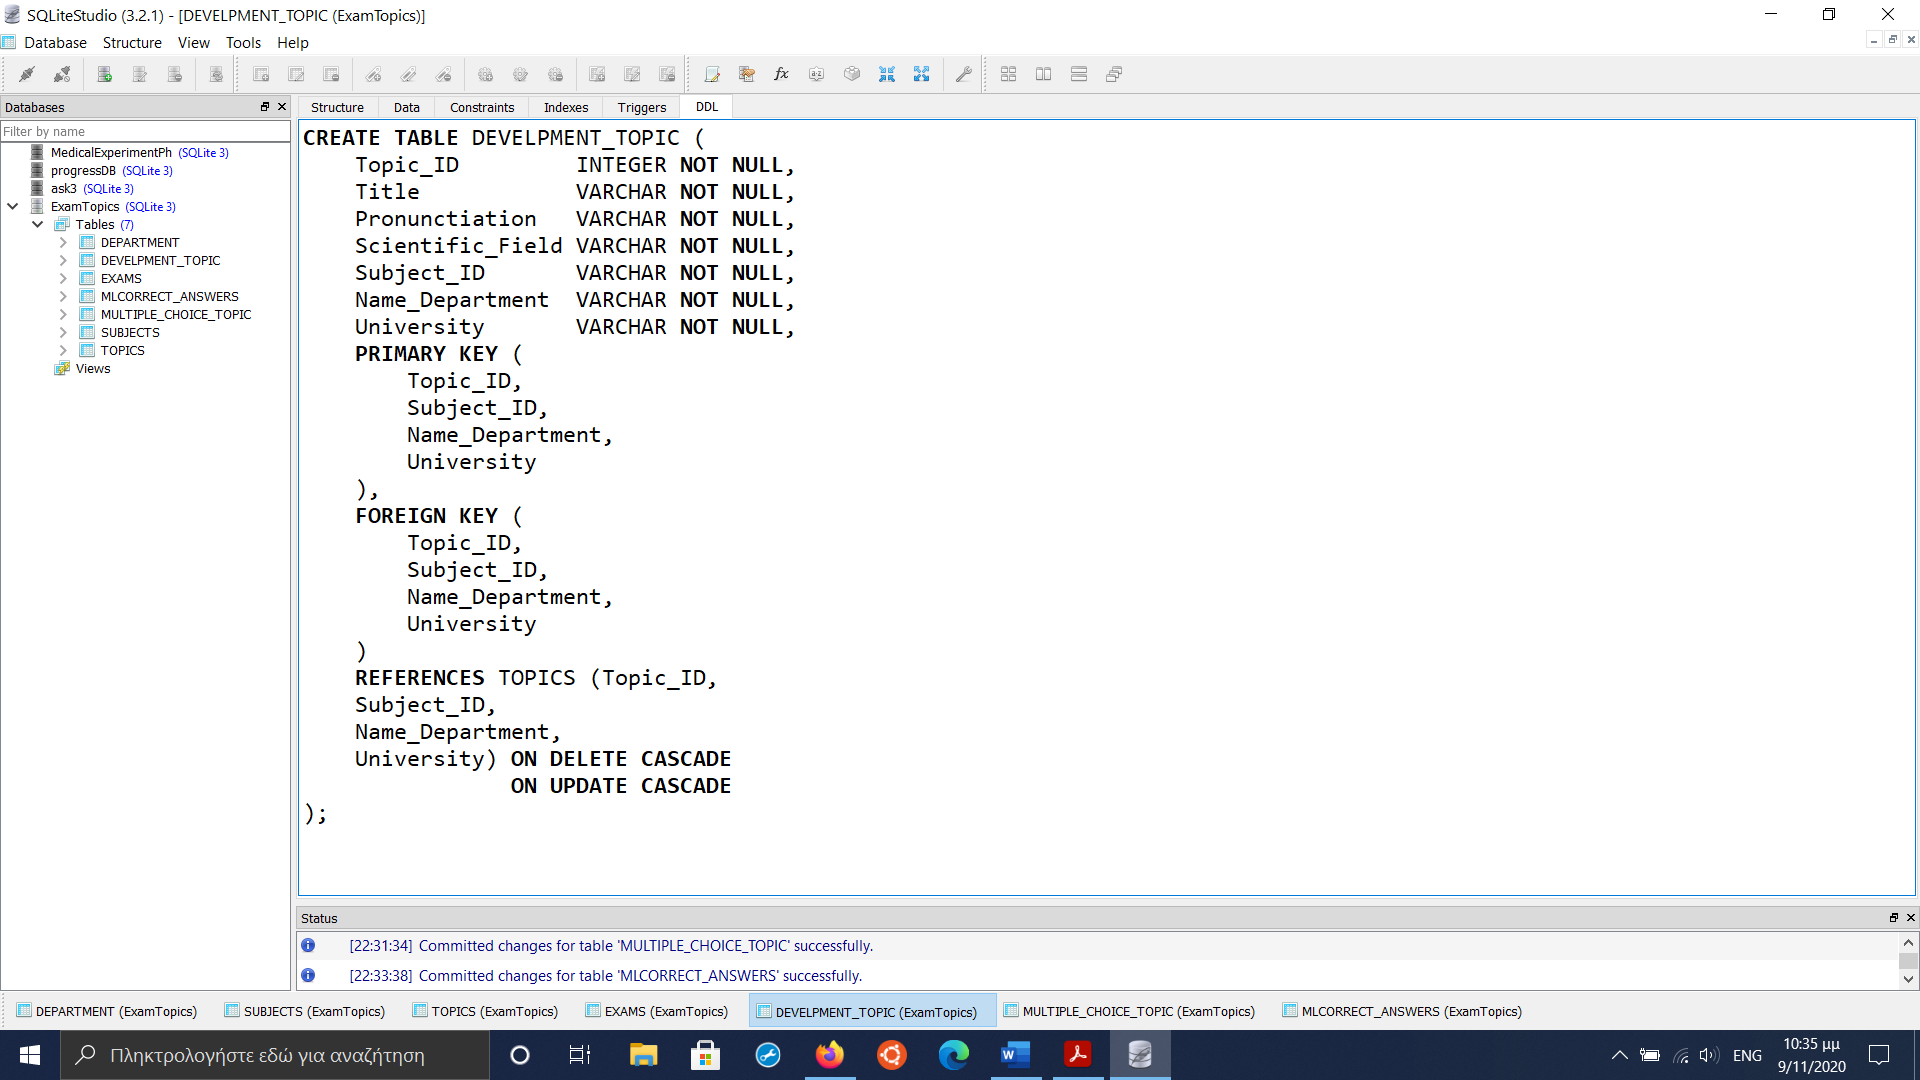 SQLiteStudio (3.2.1) - [DEVELPMENT_TOPIC (ExamTopics)]
Database Structure View Tools Help
Databases
Filter by name
MedicalExperimentPh (SQLite 3)
progressDB (SQLite 3)
ask3 (SQLite 3)
ExamTopics (SQLite 3)
Tables (7)
DEPARTMENT
DEVELPMENT_TOPIC
EXAMS
MLCORRECT_ANSWERS
MULTIPLE_CHOICE_TOPIC
SUBJECTS
TOPICS
Views
Structure Data Constraints Indexes Triggers DDL
CREATE TABLE DEVELPMENT_TOPIC (
    Topic_ID         INTEGER NOT NULL,
    Title            VARCHAR NOT NULL,
    Pronunctiation   VARCHAR NOT NULL,
    Scientific_Field VARCHAR NOT NULL,
    Subject_ID       VARCHAR NOT NULL,
    Name_Department  VARCHAR NOT NULL,
    University       VARCHAR NOT NULL,
    PRIMARY KEY (
        Topic_ID,
        Subject_ID,
        Name_Department,
        University
    ),
    FOREIGN KEY (
        Topic_ID,
        Subject_ID,
        Name_Department,
        University
    )
    REFERENCES TOPICS (Topic_ID,
    Subject_ID,
    Name_Department,
    University) ON DELETE CASCADE
                ON UPDATE CASCADE
);
Status
[22:31:34] Committed changes for table 'MULTIPLE_CHOICE_TOPIC' successfully.
[22:33:38] Committed changes for table 'MLCORRECT_ANSWERS' successfully.
DEPARTMENT (ExamTopics) SUBJECTS (ExamTopics) TOPICS (ExamTopics) EXAMS (ExamTopics) DEVELPMENT_TOPIC (ExamTopics) MULTIPLE_CHOICE_TOPIC (ExamTopics) MLCORRECT_ANSWERS (ExamTopics)
Πληκτρολογήστε εδώ για αναζήτηση
ENG
10:35 μμ
9/11/2020